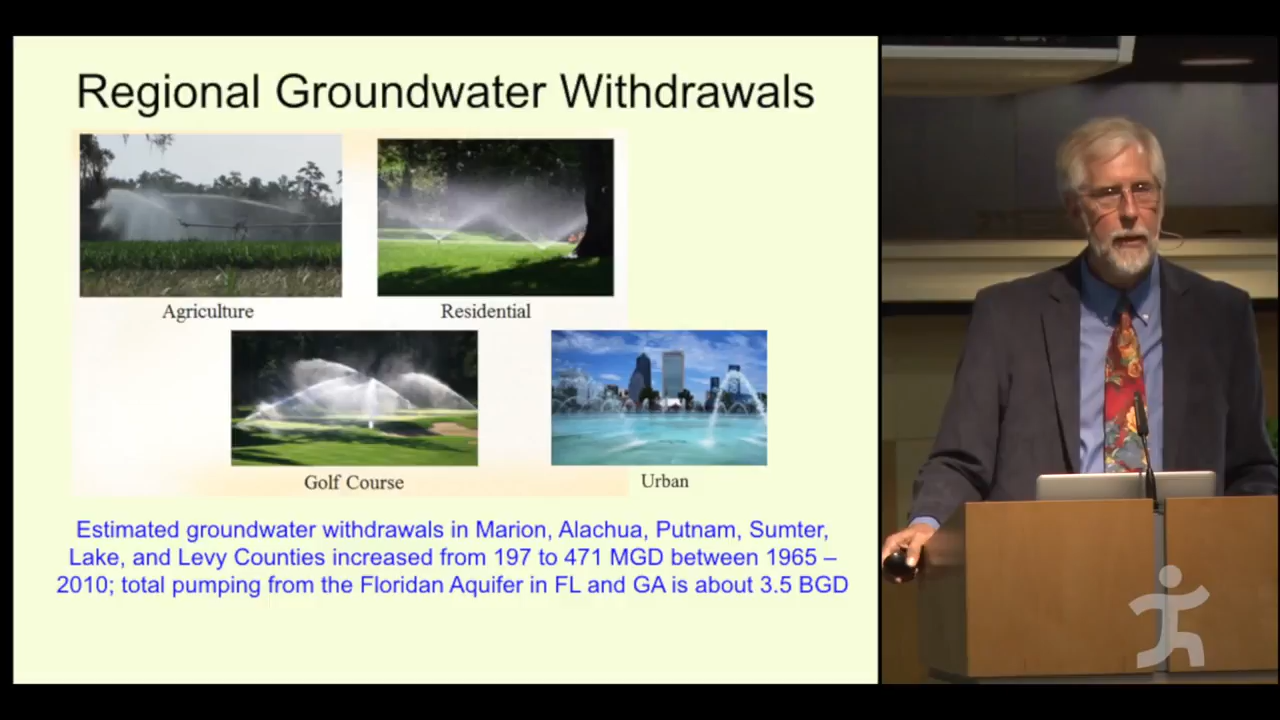 Regional Groundwater Withdrawals
Agriculture
Residential
Golf Course
Urban
Estimated groundwater withdrawals in Marion, Alachua, Putnam, Sumter,
Lake, and Levy Counties increased from 197 to 471 MGD between 1965 –
2010; total pumping from the Floridan Aquifer in FL and GA is about 3.5 BGD